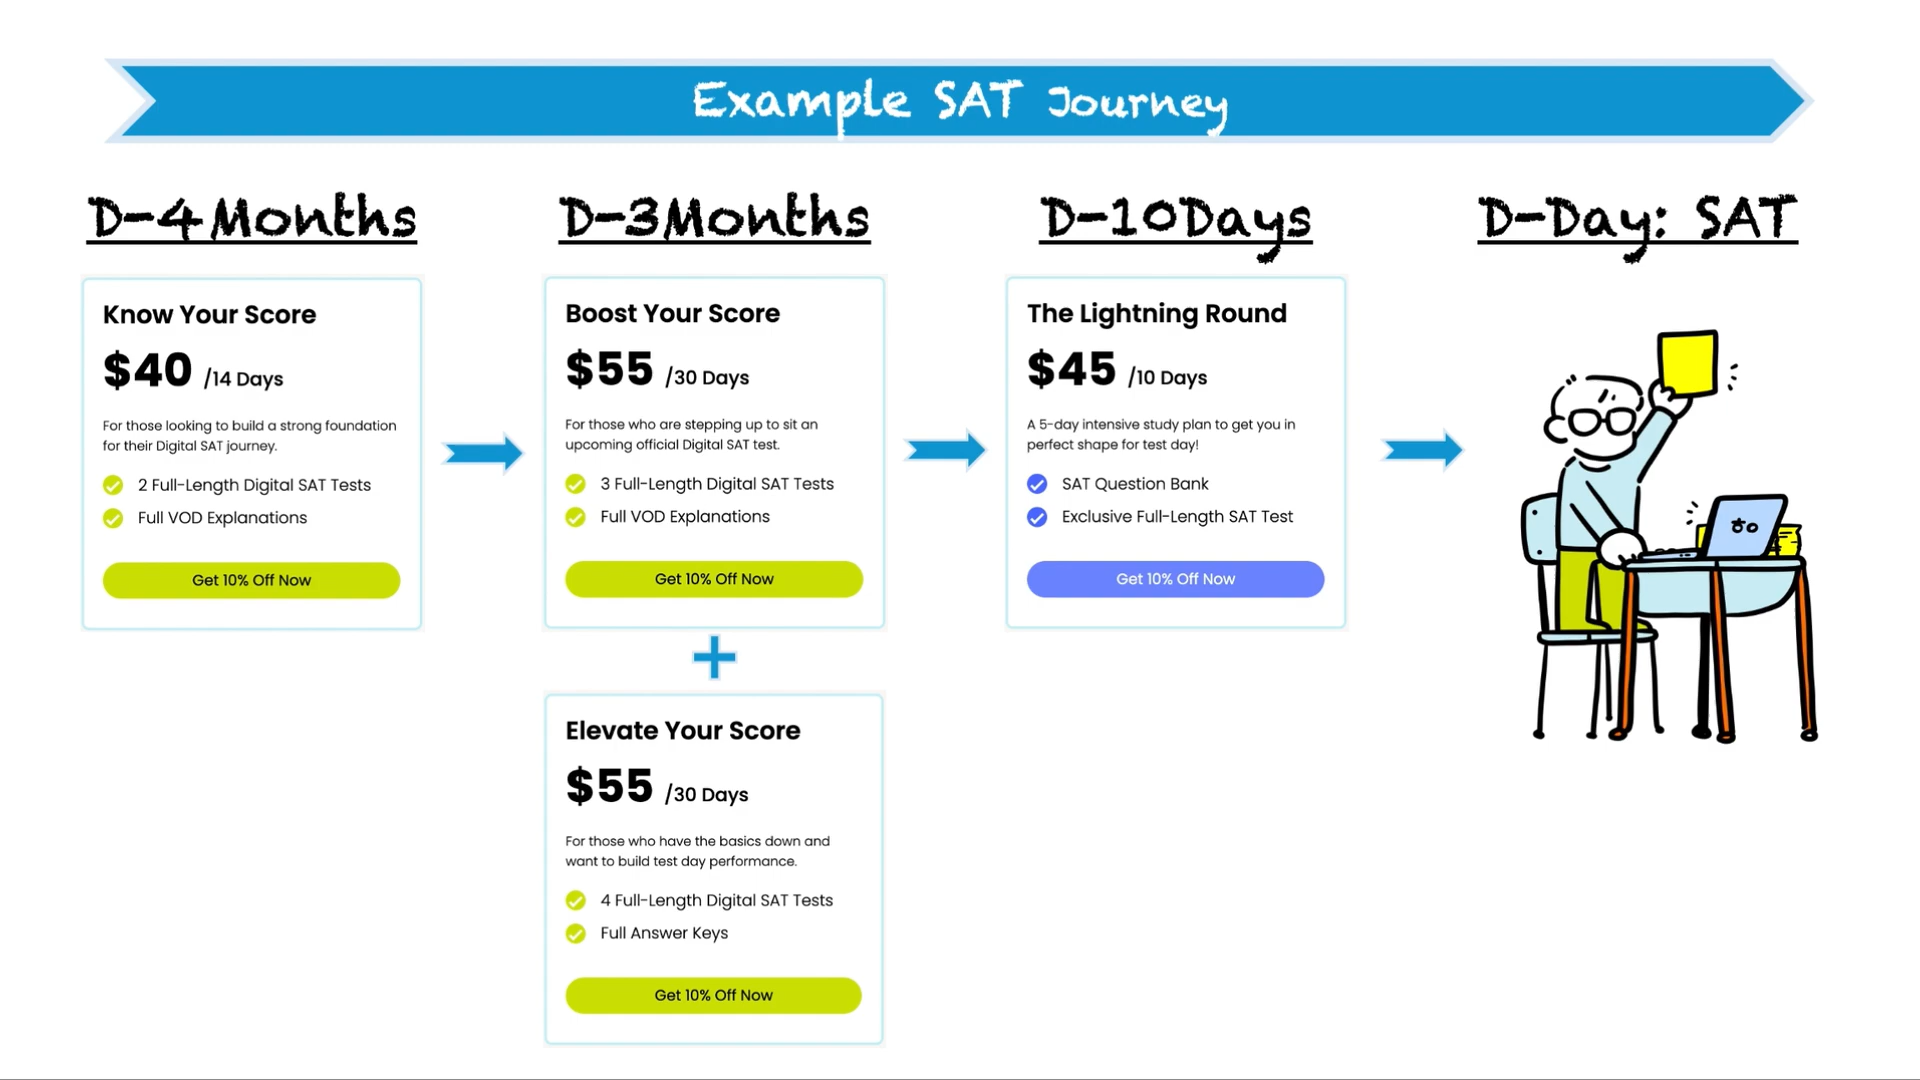 Example SAT Journey
D-4Months
Know Your Score
$40 /14 Days
For those looking to build a strong foundation
for their Digital SAT journey.
2 Full-Length Digital SAT Tests
Full VOD Explanations
Get 10% Off Now
D-3Months
Boost Your Score
$55 /30 Days
For those who are stepping up to sit an
upcoming official Digital SAT test.
3 Full-Length Digital SAT Tests
Full VOD Explanations
Get 10% Off Now
+
Elevate Your Score
$55 /30 Days
For those who have the basics down and
want to build test day performance.
4 Full-Length Digital SAT Tests
Full Answer Keys
Get 10% Off Now
D-10Days
The Lightning Round
$45 /10 Days
A 5-day intensive study plan to get you in
perfect shape for test day!
SAT Question Bank
Exclusive Full-Length SAT Test
Get 10% Off Now
D-Day: SAT